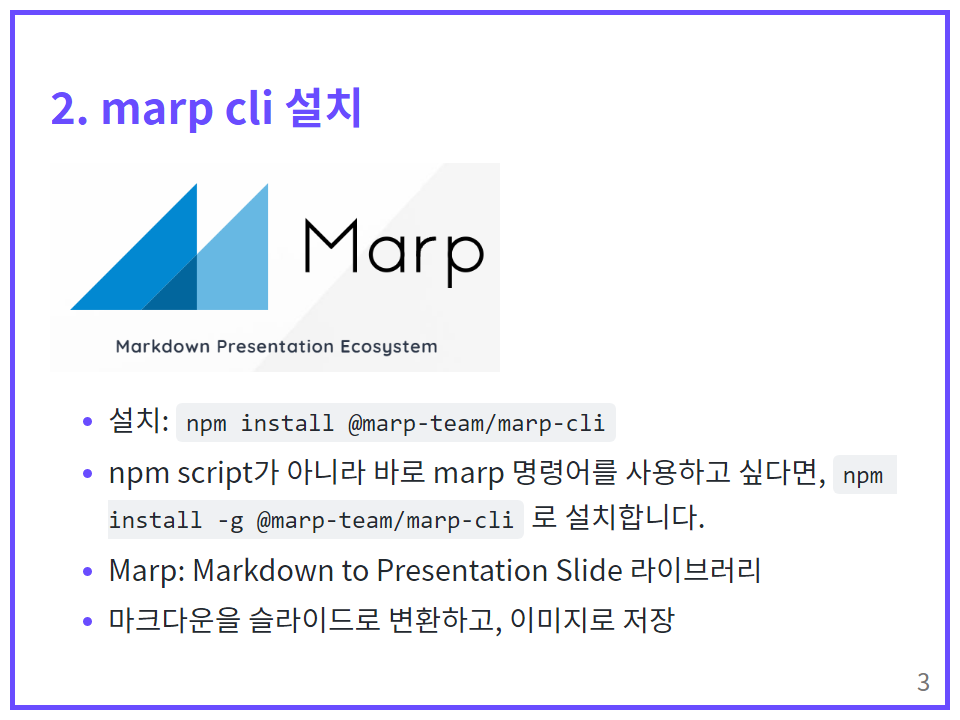 2. marp cli 설치
Marp
Markdown Presentation Ecosystem
• 설치: npm install @marp-team/marp-cli
• npm script가 아니라 바로 marp 명령어를 사용하고 싶다면, npm
install -g @marp-team/marp-cli 로 설치합니다.
• Marp: Markdown to Presentation Slide 라이브러리
• 마크다운을 슬라이드로 변환하고, 이미지로 저장
3